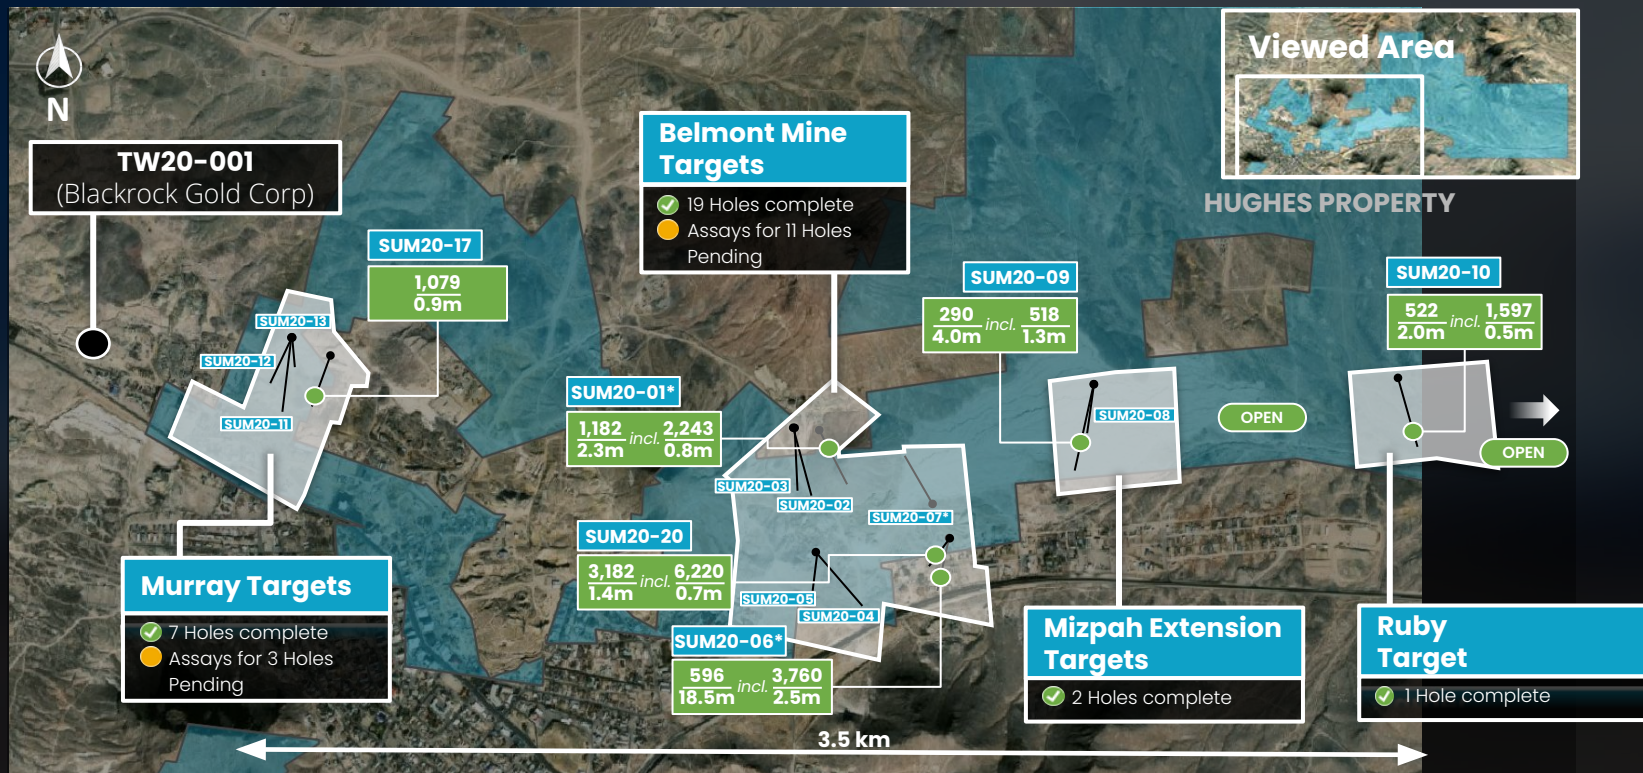 N
TW20-001
(Blackrock Gold Corp)
SUM20-17
1,079
0.9m
SUM20-13
SUM20-12
SUM20-11
Murray Targets
7 Holes complete
Assays for 3 Holes
Pending
Belmont Mine
Targets
19 Holes complete
Assays for 11 Holes
Pending
SUM20-01*
1,182 incl. 2,243
2.3m 0.8m
SUM20-03
SUM20-02
SUM20-07*
SUM20-20
3,182 incl. 6,220
1.4m 0.7m
SUM20-05
SUM20-04
SUM20-06*
596 incl. 3,760
18.5m 2.5m
Viewed Area
HUGHES PROPERTY
SUM20-09
290 incl. 518
4.0m 1.3m
SUM20-08
OPEN
Mizpah Extension
Targets
2 Holes complete
SUM20-10
522 incl. 1,597
2.0m 0.5m
OPEN
Ruby
Target
1 Hole complete
3.5 km